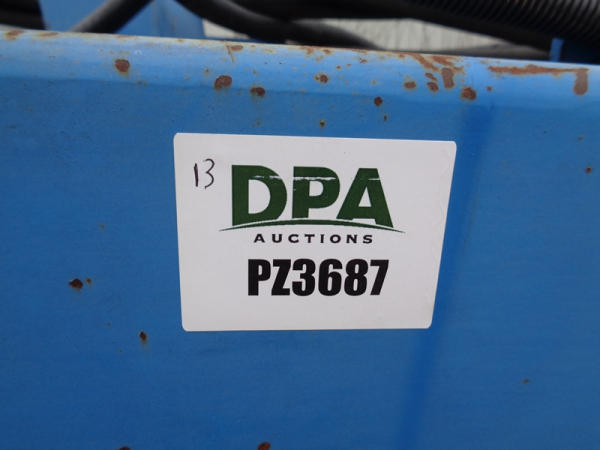 13
DPA
AUCTIONS
PZ3687